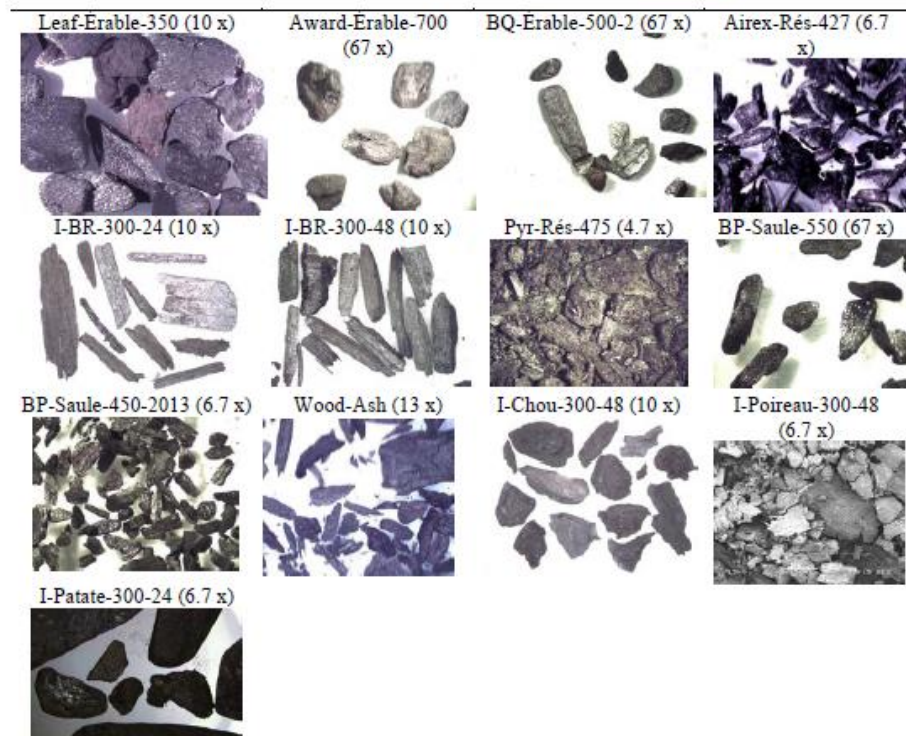 Leaf-Érable-350 (10 x)
Award-Érable-700
(67 x)
BQ-Érable-500-2 (67 x)
Airex-Rés-427 (6.7
x)
I-BR-300-24 (10 x)
I-BR-300-48 (10 x)
Pyr-Rés-475 (4.7 x)
BP-Saule-550 (67 x)
BP-Saule-450-2013 (6.7 x)
Wood-Ash (13 x)
I-Chou-300-48 (10 x)
I-Poireau-300-48
(6.7 x)
I-Patate-300-24 (6.7 x)